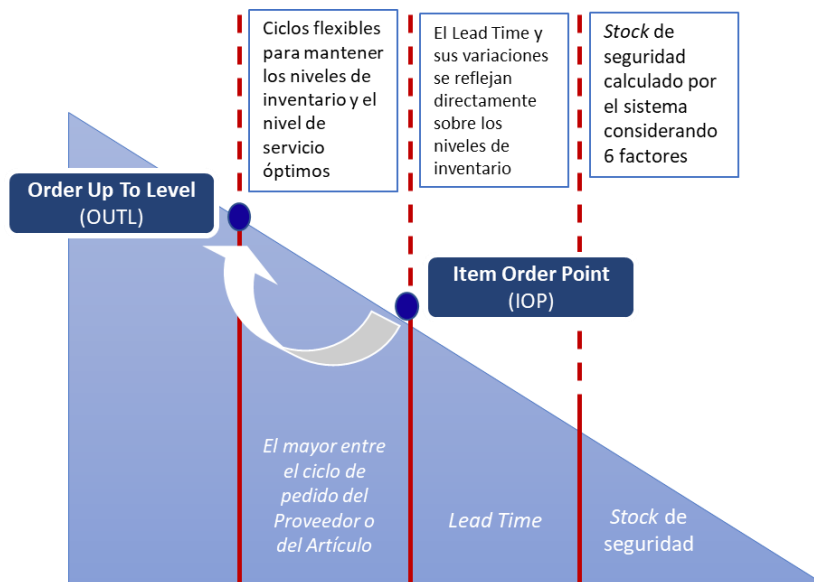 Ciclos flexibles
para mantener
los niveles de
inventario y el
nivel de
servicio
óptimos
El Lead Time y
sus variaciones
se reflejan
directamente
sobre los
niveles de
inventario
Stock de
seguridad
calculado por
el sistema
considerando
6 factores
Order Up To Level
(OUTL)
Item Order Point
(IOP)
El mayor entre
el ciclo de
pedido del
Proveedor o
del Artículo
Lead Time
Stock de
seguridad